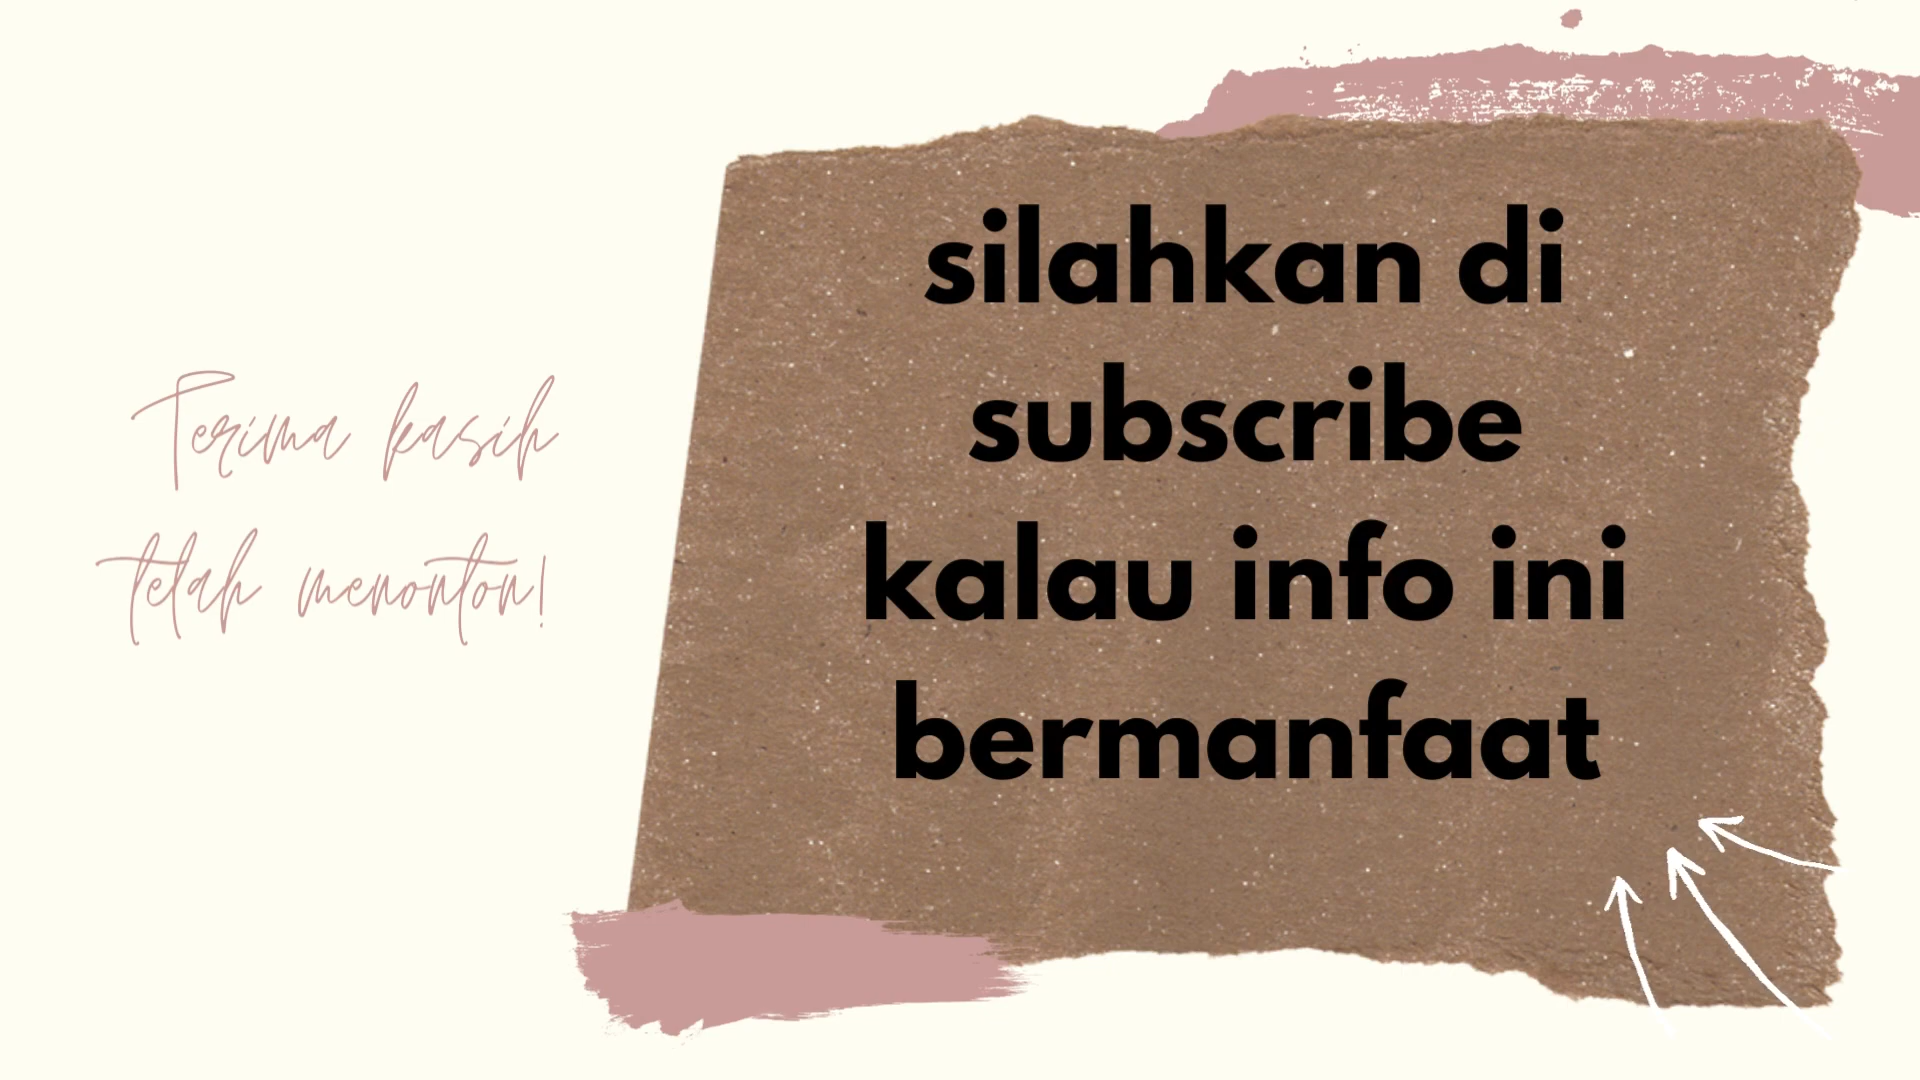 Terima kasih
telah menonton!
silahkan di
subscribe
kalau info ini
bermanfaat